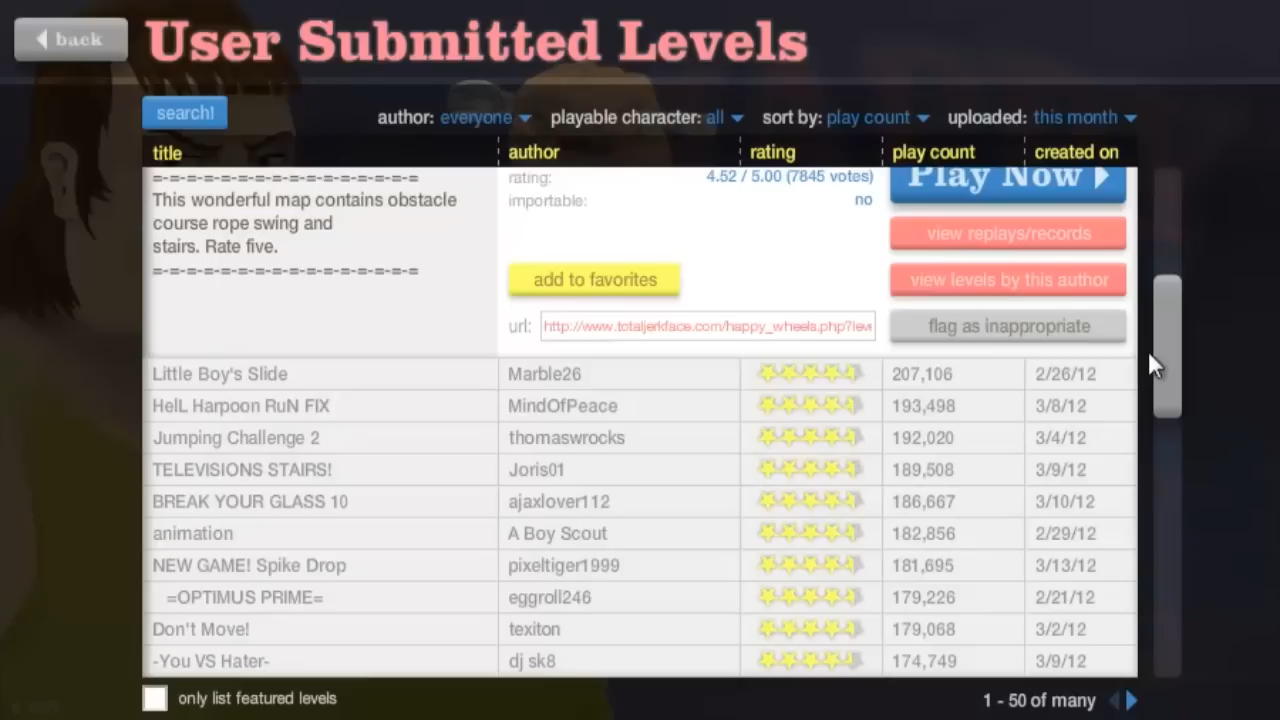 back
User Submitted Levels
search!
author: everyone
playable character: all
sort by: play count
uploaded: this month
title
author
rating
play count
created on
=-=-=-=-=-=-=-=-=-=-=-=-=-=-=
This wonderful map contains obstacle
course rope swing and
stairs. Rate five.
=-=-=-=-=-=-=-=-=-=-=-=-=-=-=
rating: 4.52 / 5.00 (7845 votes)
importable: no
add to favorites
url: http://www.totaljerkface.com/happy_wheels.php?lev
Play Now
view replays/records
view levels by this author
flag as inappropriate
Little Boy's Slide Marble26 207,106 2/26/12
HelL Harpoon RuN FIX MindOfPeace 193,498 3/8/12
Jumping Challenge 2 thomaswrocks 192,020 3/4/12
TELEVISIONS STAIRS! Joris01 189,508 3/9/12
BREAK YOUR GLASS 10 ajaxlover112 186,667 3/10/12
animation A Boy Scout 182,856 2/29/12
NEW GAME! Spike Drop pixeltiger1999 181,695 3/13/12
=OPTIMUS PRIME= eggroll246 179,226 2/21/12
Don't Move! texiton 179,068 3/2/12
-You VS Hater- dj sk8 174,749 3/9/12
only list featured levels
1 - 50 of many